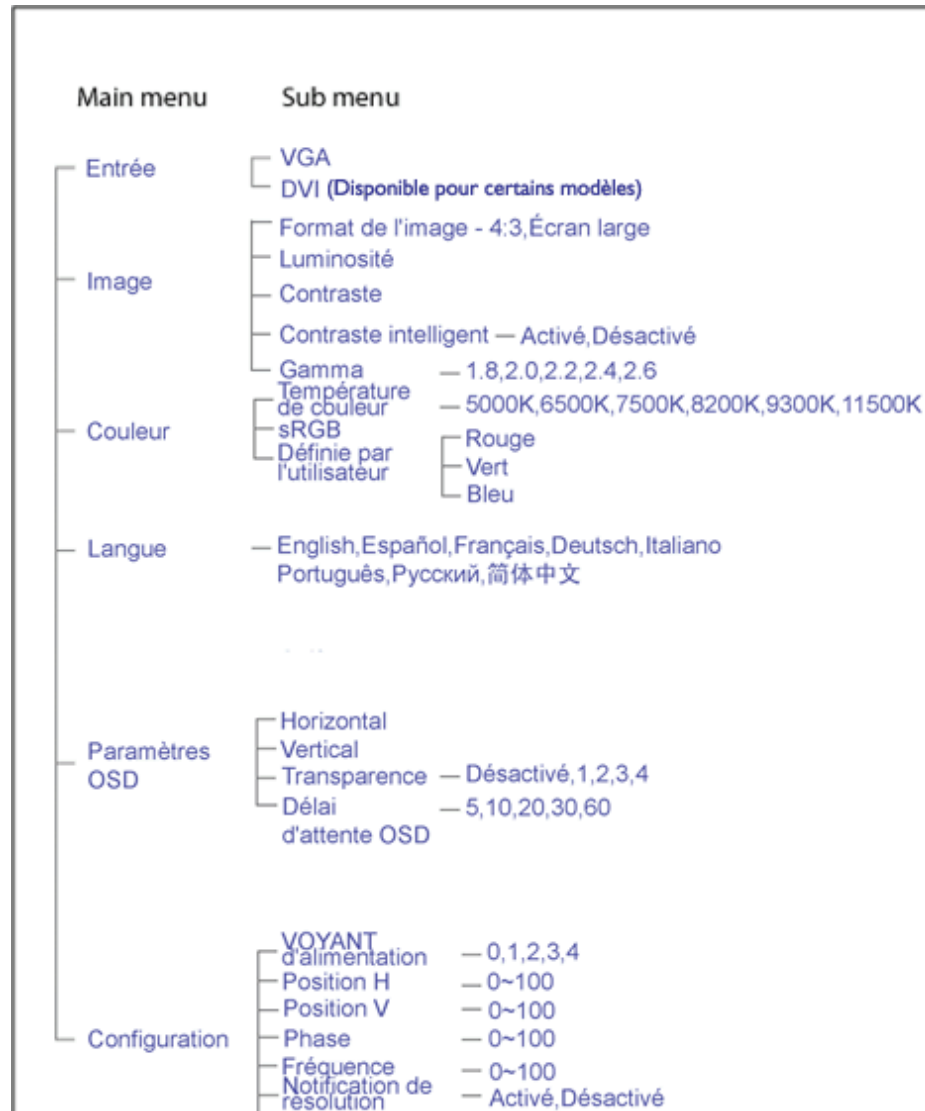 Main menu Sub menu
Entrée
VGA
DVI (Disponible pour certains modèles)
Image
Format de l'image - 4:3,Écran large
Luminosité
Contraste
Contraste intelligent — Activé,Désactivé
Gamma — 1.8,2.0,2.2,2.4,2.6
Couleur
Température
de couleur — 5000K,6500K,7500K,8200K,9300K,11500K
sRGB
Définie par
l'utilisateur
Rouge
Vert
Bleu
Langue — English,Español,Français,Deutsch,Italiano
Português,Русский,简体中文
Paramètres
OSD
Horizontal
Vertical
Transparence — Désactivé,1,2,3,4
Délai — 5,10,20,30,60
d'attente OSD
Configuration
VOYANT
d'alimentation — 0,1,2,3,4
Position H — 0~100
Position V — 0~100
Phase — 0~100
Fréquence — 0~100
Notification de
résolution — Activé,Désactivé